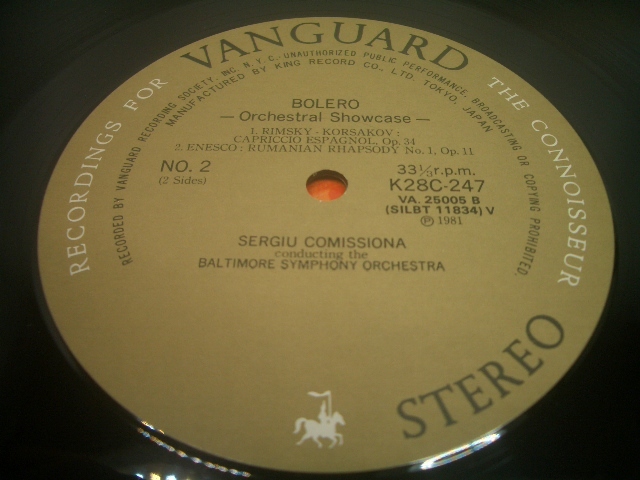 RECORDINGS FOR VANGUARD THE CONNOISSEUR
RECORDED BY VANGUARD RECORDING SOCIETY, INC. N.Y.C. UNAUTHORIZED PUBLIC PERFORMANCE, BROADCASTING OR COPYING PROHIBITED.
MANUFACTURED BY KING RECORD CO., LTD. TOKYO, JAPAN
BOLERO
— Orchestral Showcase —
1. RIMSKY - KORSAKOV :
CAPRICCIO ESPAGNOL, Op. 34
2. ENESCO : RUMANIAN RHAPSODY No. 1, Op. 11
NO. 2
(2 Sides)
33⅓ r.p.m.
K28C-247
VA. 25005 B
(SILBT 11834) V
Ⓟ 1981
SERGIU COMISSIONA
conducting the
BALTIMORE SYMPHONY ORCHESTRA
STEREO